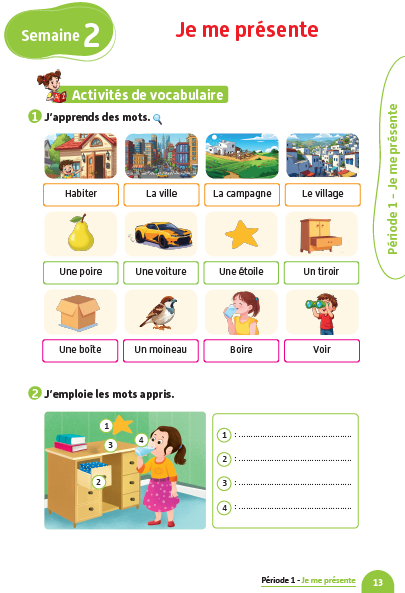 Semaine 2
Je me présente
Activités de vocabulaire
1 J'apprends des mots.
Habiter
La ville
La campagne
Le village
Une poire
Une voiture
Une étoile
Un tiroir
Une boîte
Un moineau
Boire
Voir
2 J'emploie les mots appris.
1
3
4
2
1 : ........................................
2 : ........................................
3 : ........................................
4 : ........................................
Période 1 - Je me présente
Période 1 - Je me présente
13